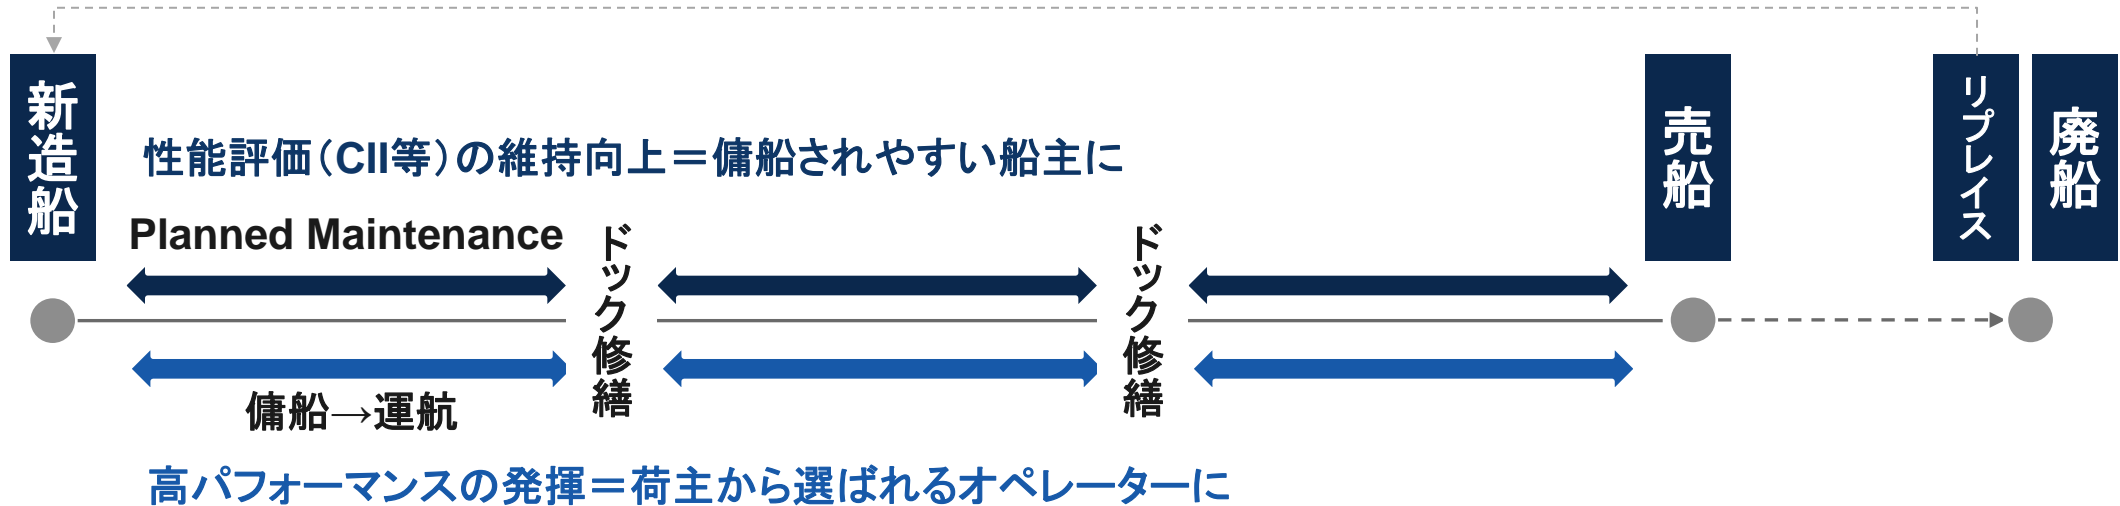 新造船
性能評価（CII等）の維持向上＝傭船されやすい船主に
Planned Maintenance
ドック修繕
ドック修繕
売船
リプレイス
廃船
傭船→運航
高パフォーマンスの発揮＝荷主から選ばれるオペレーターに